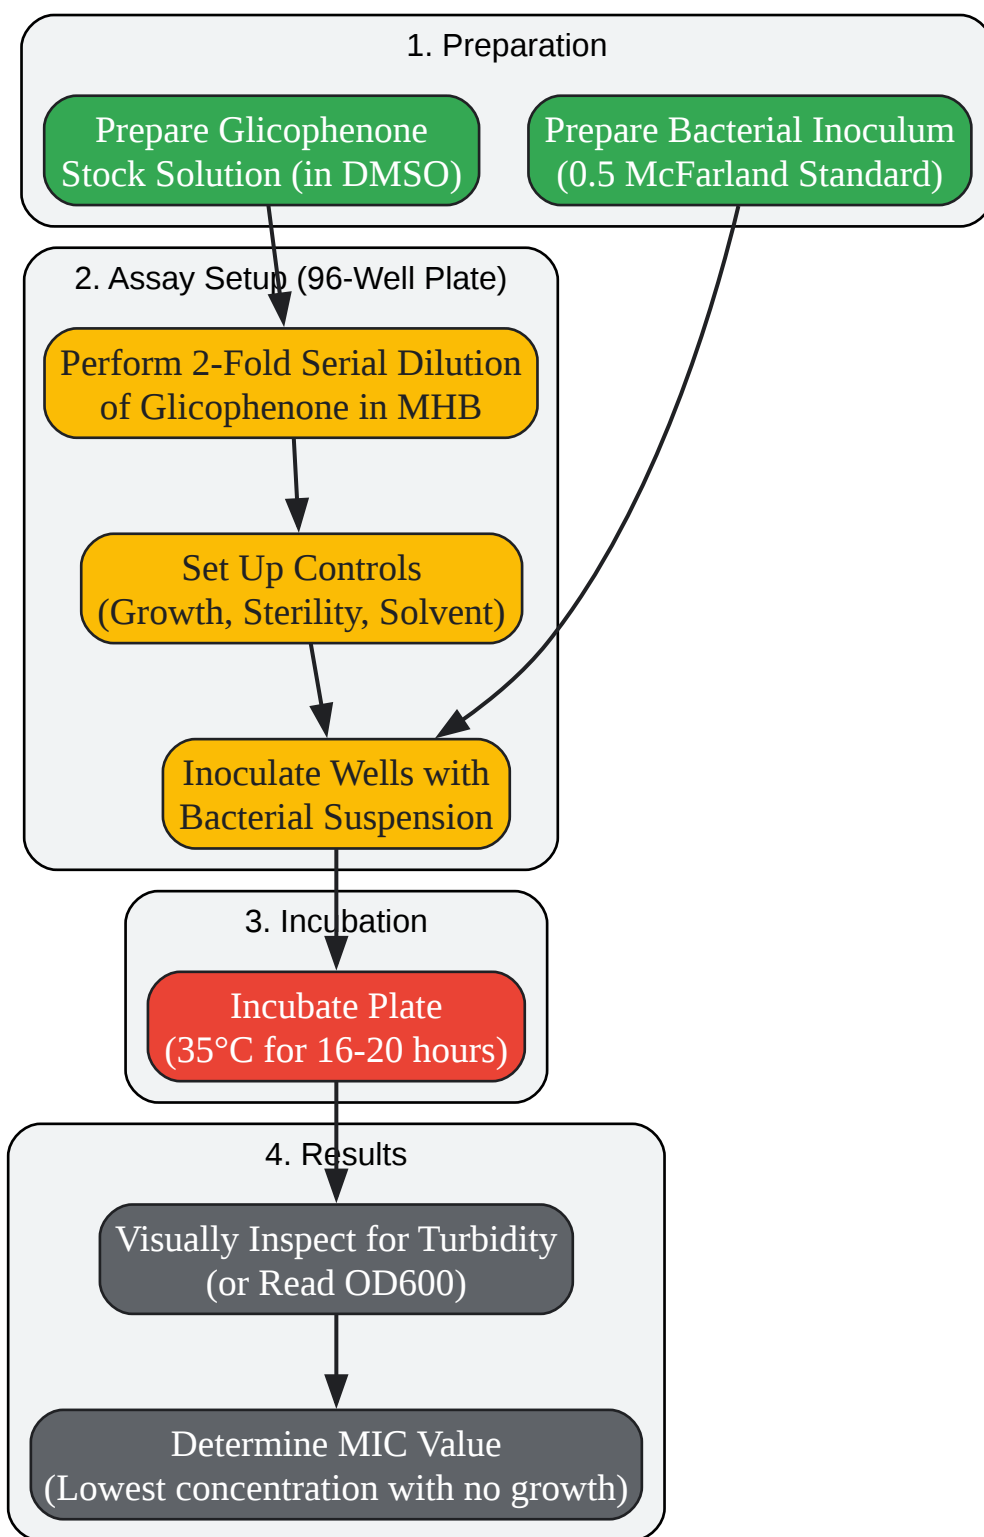 1. Preparation
Prepare Glicophenone
Stock Solution (in DMSO)
Prepare Bacterial Inoculum
(0.5 McFarland Standard)
2. Assay Setup (96-Well Plate)
Perform 2-Fold Serial Dilution
of Glicophenone in MHB
Set Up Controls
(Growth, Sterility, Solvent)
Inoculate Wells with
Bacterial Suspension
3. Incubation
Incubate Plate
(35°C for 16-20 hours)
4. Results
Visually Inspect for Turbidity
(or Read OD600)
Determine MIC Value
(Lowest concentration with no growth)